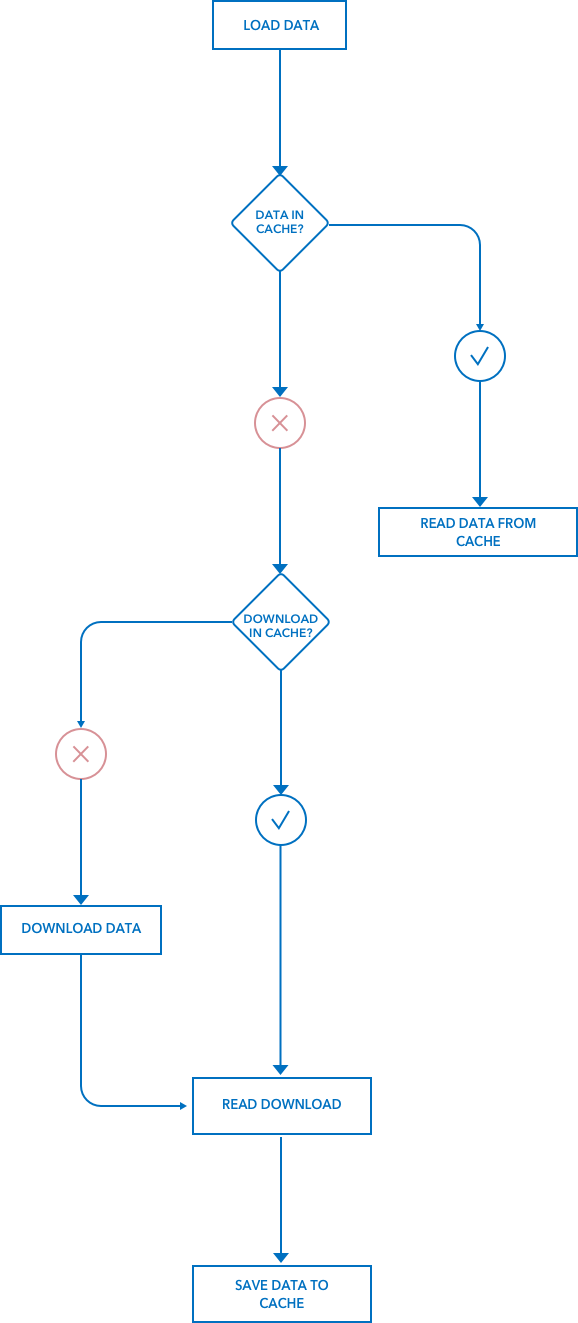 LOAD DATA
DATA IN
CACHE?
READ DATA FROM
CACHE
DOWNLOAD
IN CACHE?
DOWNLOAD DATA
READ DOWNLOAD
SAVE DATA TO
CACHE